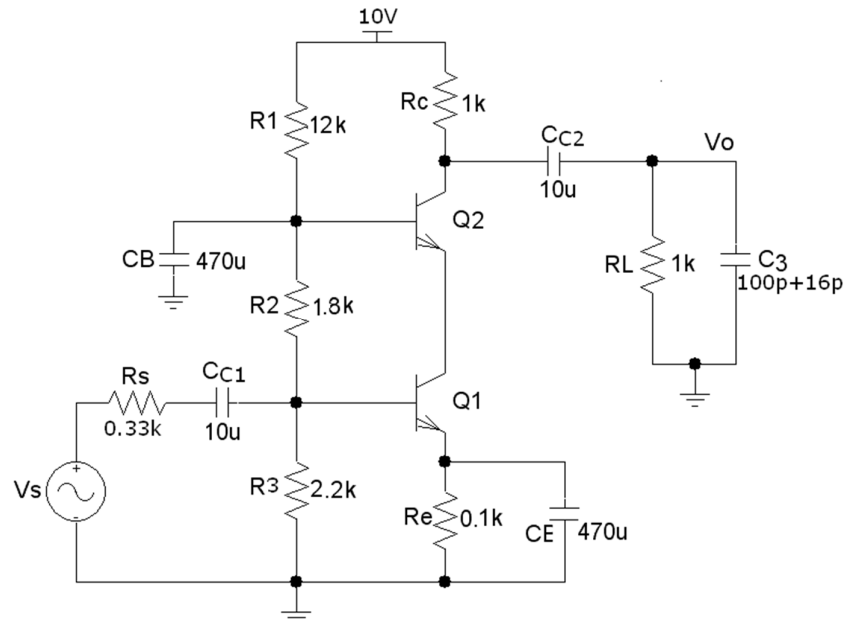 10V
Rc
1k
R1
12k
CC2
Vo
10u
Q2
CB
470u
RL
1k
C3
100p+16p
R2
1.8k
Rs
CC1
0.33k
10u
Q1
Vs
+
-
R3
2.2k
Re
0.1k
CE
470u